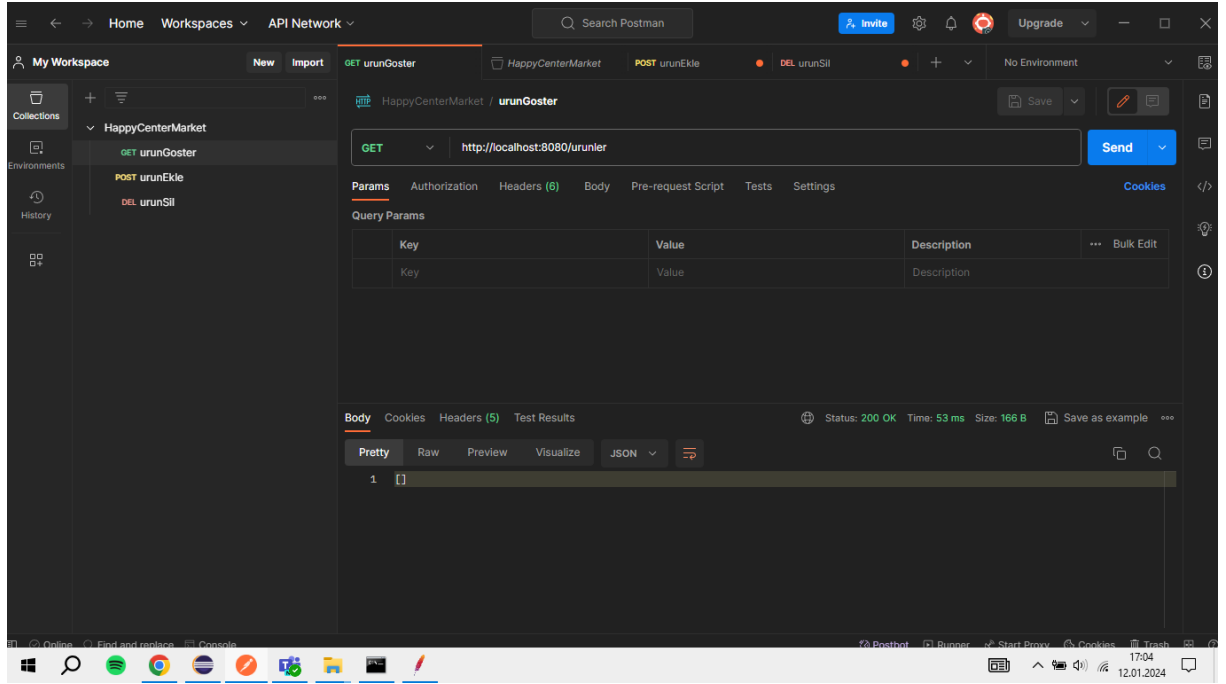 Home Workspaces API Network Search Postman Invite Upgrade
My Workspace New Import GET urunGoster HappyCenterMarket POST urunEkle DEL urunSil No Environment
Collections
Environments
History
HappyCenterMarket
GET urunGoster
POST urunEkle
DEL urunSil
HTTP HappyCenterMarket / urunGoster Save
GET http://localhost:8080/urunler Send
Params Authorization Headers (6) Body Pre-request Script Tests Settings Cookies
Query Params
Key Value Description Bulk Edit
Key Value Description
Body Cookies Headers (5) Test Results Status: 200 OK Time: 53 ms Size: 166 B Save as example
Pretty Raw Preview Visualize JSON
1 []
Online Find and replace Console Postbot Runner Start Proxy Cookies Trash
17:04
12.01.2024